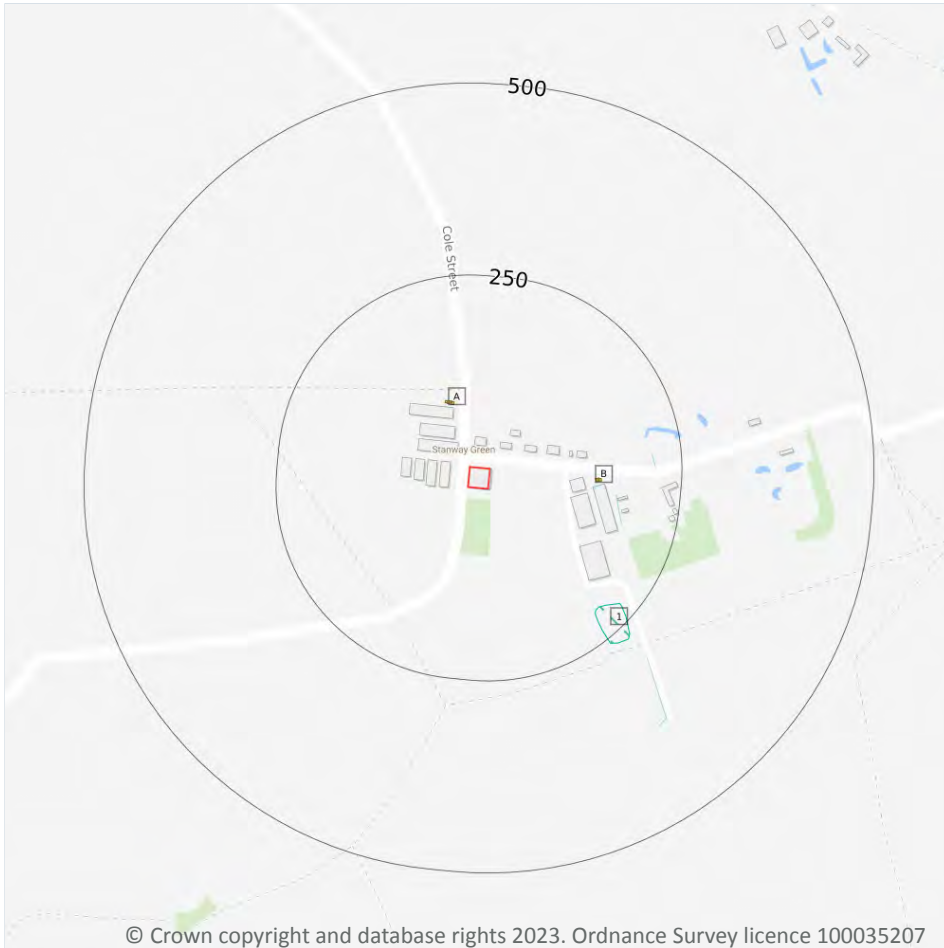 500
Cole Street
250
A
Stanway Green
B
1
© Crown copyright and database rights 2023. Ordnance Survey licence 100035207